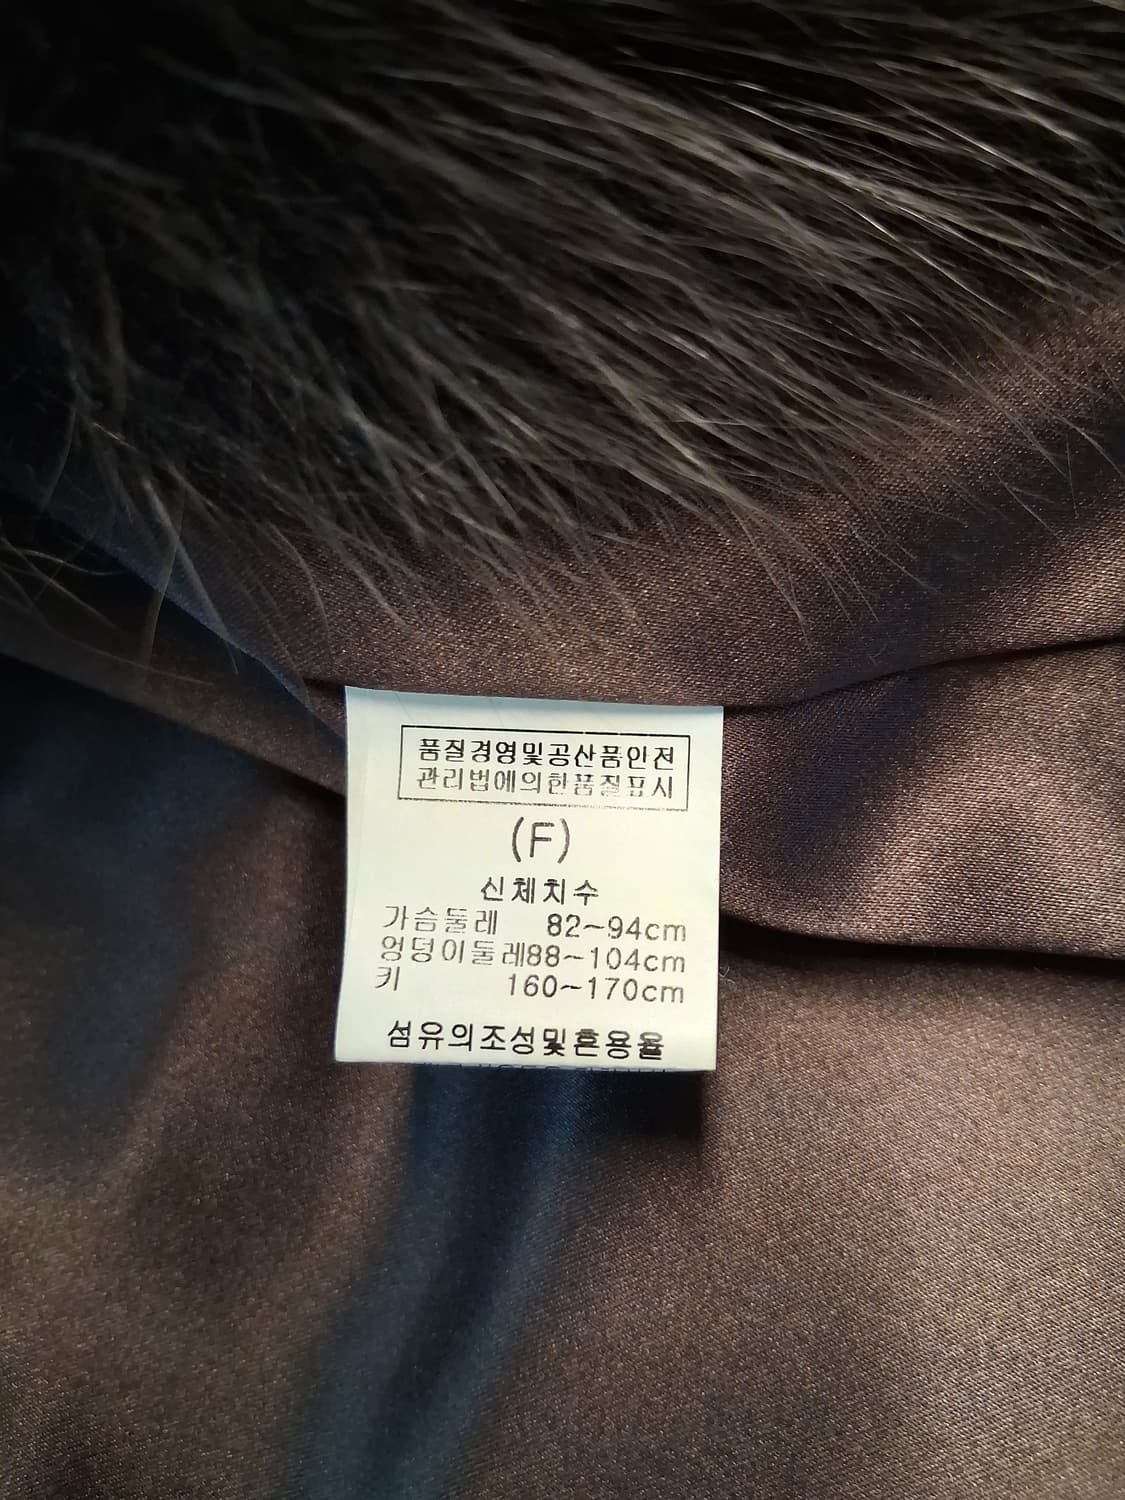 품질경영및공산품안전
관리법에의한품질표시
(F)
신체치수
가슴둘레 82~94cm
엉덩이둘레88~104cm
키 160~170cm
섬유의조성및혼용율